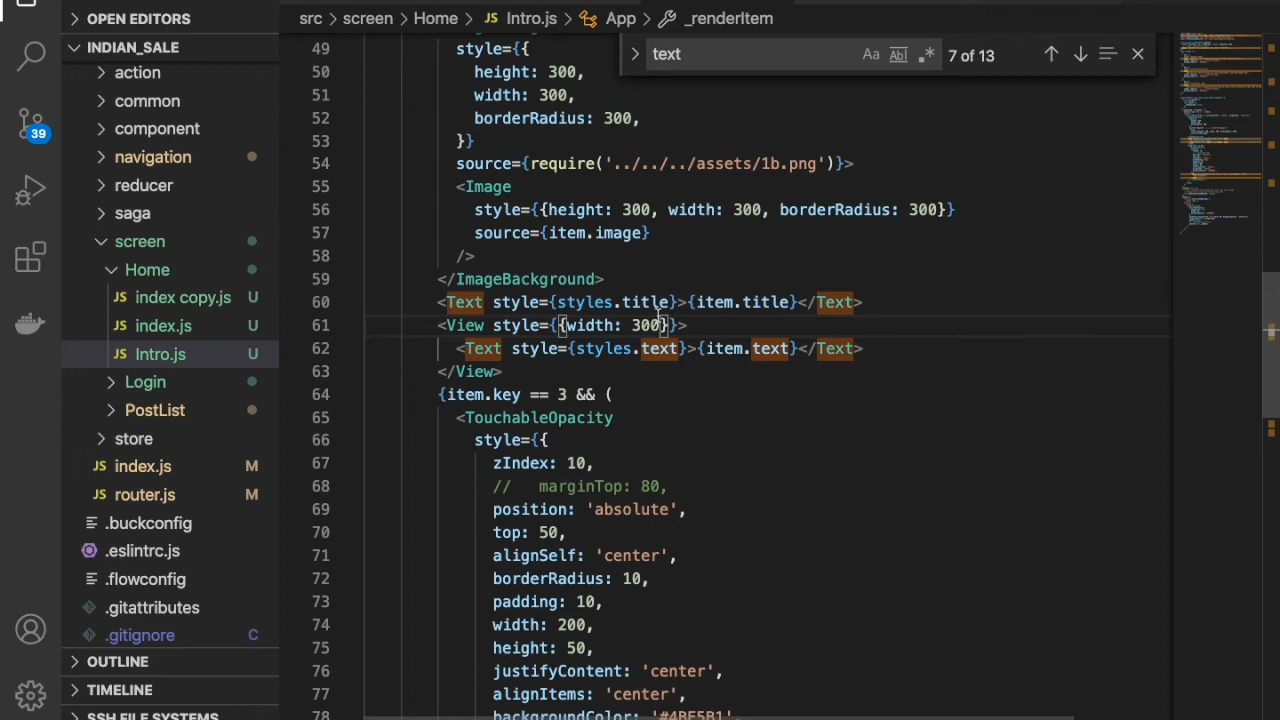 OPEN EDITORS
INDIAN_SALE
action
common
component
navigation
reducer
saga
screen
Home
index copy.js U
index.js U
Intro.js U
Login
PostList
store
index.js M
router.js M
.buckconfig
.eslintrc.js
.flowconfig
.gitattributes
.gitignore C
OUTLINE
TIMELINE
SSH FILE SYSTEMS
39
src > screen > Home > JS Intro.js > App > _renderItem
text Aa Abl .* 7 of 13
49 style={{
50 height: 300,
51 width: 300,
52 borderRadius: 300,
53 }}
54 source={require('../../../assets/1b.png')}>
55 <Image
56 style={{height: 300, width: 300, borderRadius: 300}}
57 source={item.image}
58 />
59 </ImageBackground>
60 <Text style={styles.title}>{item.title}</Text>
61 <View style={{width: 300}}>
62 <Text style={styles.text}>{item.text}</Text>
63 </View>
64 {item.key == 3 && (
65 <TouchableOpacity
66 style={{
67 zIndex: 10,
68 // marginTop: 80,
69 position: 'absolute',
70 top: 50,
71 alignSelf: 'center',
72 borderRadius: 10,
73 padding: 10,
74 width: 200,
75 height: 50,
76 justifyContent: 'center',
77 alignItems: 'center',
78 backgroundColor: '#4BE5B1',